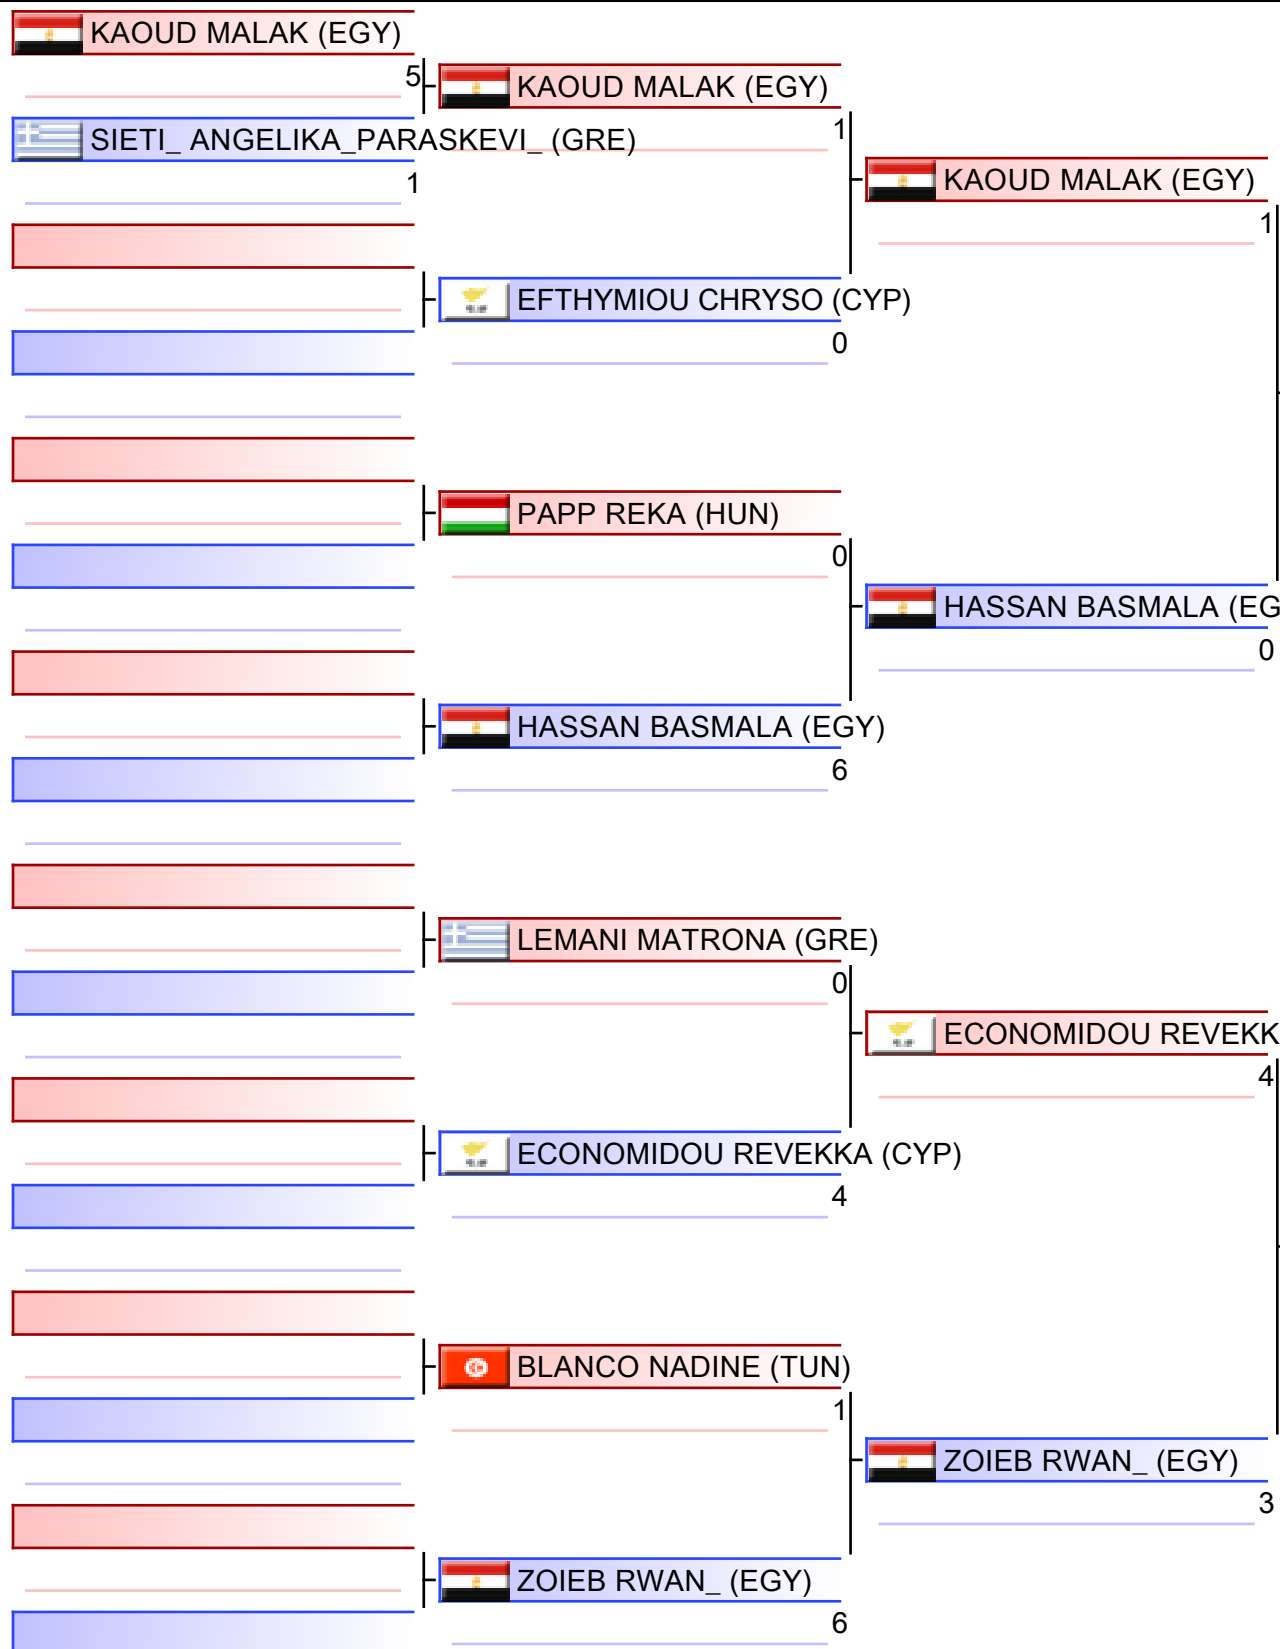 KAOUD MALAK (EGY)
5
SIETI_ ANGELIKA_PARASKEVI_ (GRE)
1
KAOUD MALAK (EGY)
1
EFTHYMIOU CHRYSO (CYP)
0
PAPP REKA (HUN)
0
HASSAN BASMALA (EGY)
6
LEMANI MATRONA (GRE)
0
ECONOMIDOU REVEKKA (CYP)
4
BLANCO NADINE (TUN)
1
ZOIEB RWAN_ (EGY)
6
KAOUD MALAK (EGY)
1
HASSAN BASMALA (EG
0
ECONOMIDOU REVEKK
4
ZOIEB RWAN_ (EGY)
3